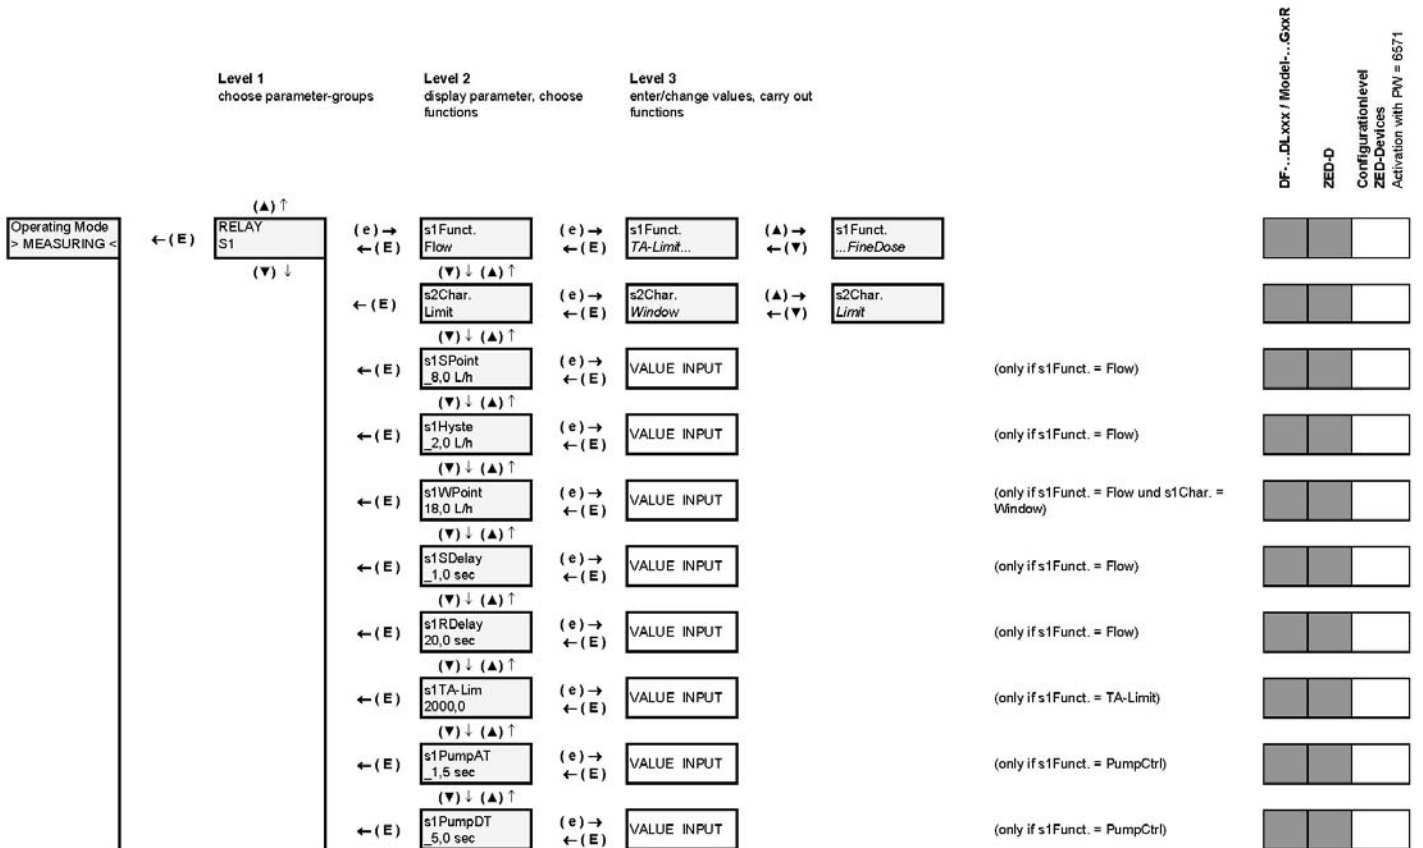 DF-...DLxxx / Model-...GxxR
ZED-D
Configurationlevel
ZED-Devices
Activation with PW = 6571
Level 1
choose parameter-groups
Level 2
display parameter, choose
functions
Level 3
enter/change values, carry out
functions
(▲) ↑
Operating Mode
> MEASURING <
← ( E )
RELAY
S1
(▼) ↓
( e ) →
← ( E )
s1Funct.
Flow
( e ) →
← ( E )
s1Funct.
TA-Limit...
(▲) →
← (▼)
s1Funct.
...FineDose
(▼) ↓ (▲) ↑
← ( E )
s2Char.
Limit
( e ) →
← ( E )
s2Char.
Window
(▲) →
← (▼)
s2Char.
Limit
(▼) ↓ (▲) ↑
← ( E )
s1SPoint
_8,0 L/h
( e ) →
← ( E )
VALUE INPUT
(only if s1Funct. = Flow)
(▼) ↓ (▲) ↑
← ( E )
s1Hyste
_2,0 L/h
( e ) →
← ( E )
VALUE INPUT
(only if s1Funct. = Flow)
(▼) ↓ (▲) ↑
← ( E )
s1WPoint
18,0 L/h
( e ) →
← ( E )
VALUE INPUT
(only if s1Funct. = Flow und s1Char. =
Window)
(▼) ↓ (▲) ↑
← ( E )
s1SDelay
_1,0 sec
( e ) →
← ( E )
VALUE INPUT
(only if s1Funct. = Flow)
(▼) ↓ (▲) ↑
← ( E )
s1RDelay
20,0 sec
( e ) →
← ( E )
VALUE INPUT
(only if s1Funct. = Flow)
(▼) ↓ (▲) ↑
← ( E )
s1TA-Lim
2000,0
( e ) →
← ( E )
VALUE INPUT
(only if s1Funct. = TA-Limit)
(▼) ↓ (▲) ↑
← ( E )
s1PumpAT
_1,5 sec
( e ) →
← ( E )
VALUE INPUT
(only if s1Funct. = PumpCtrl)
(▼) ↓ (▲) ↑
← ( E )
s1PumpDT
_5,0 sec
( e ) →
← ( E )
VALUE INPUT
(only if s1Funct. = PumpCtrl)